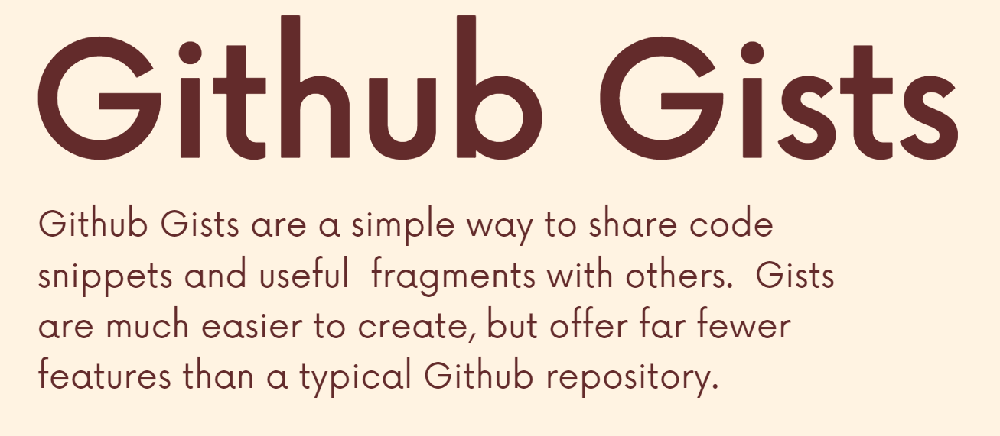 Github Gists
Github Gists are a simple way to share code
snippets and useful  fragments with others.  Gists
are much easier to create, but offer far fewer
features than a typical Github repository.